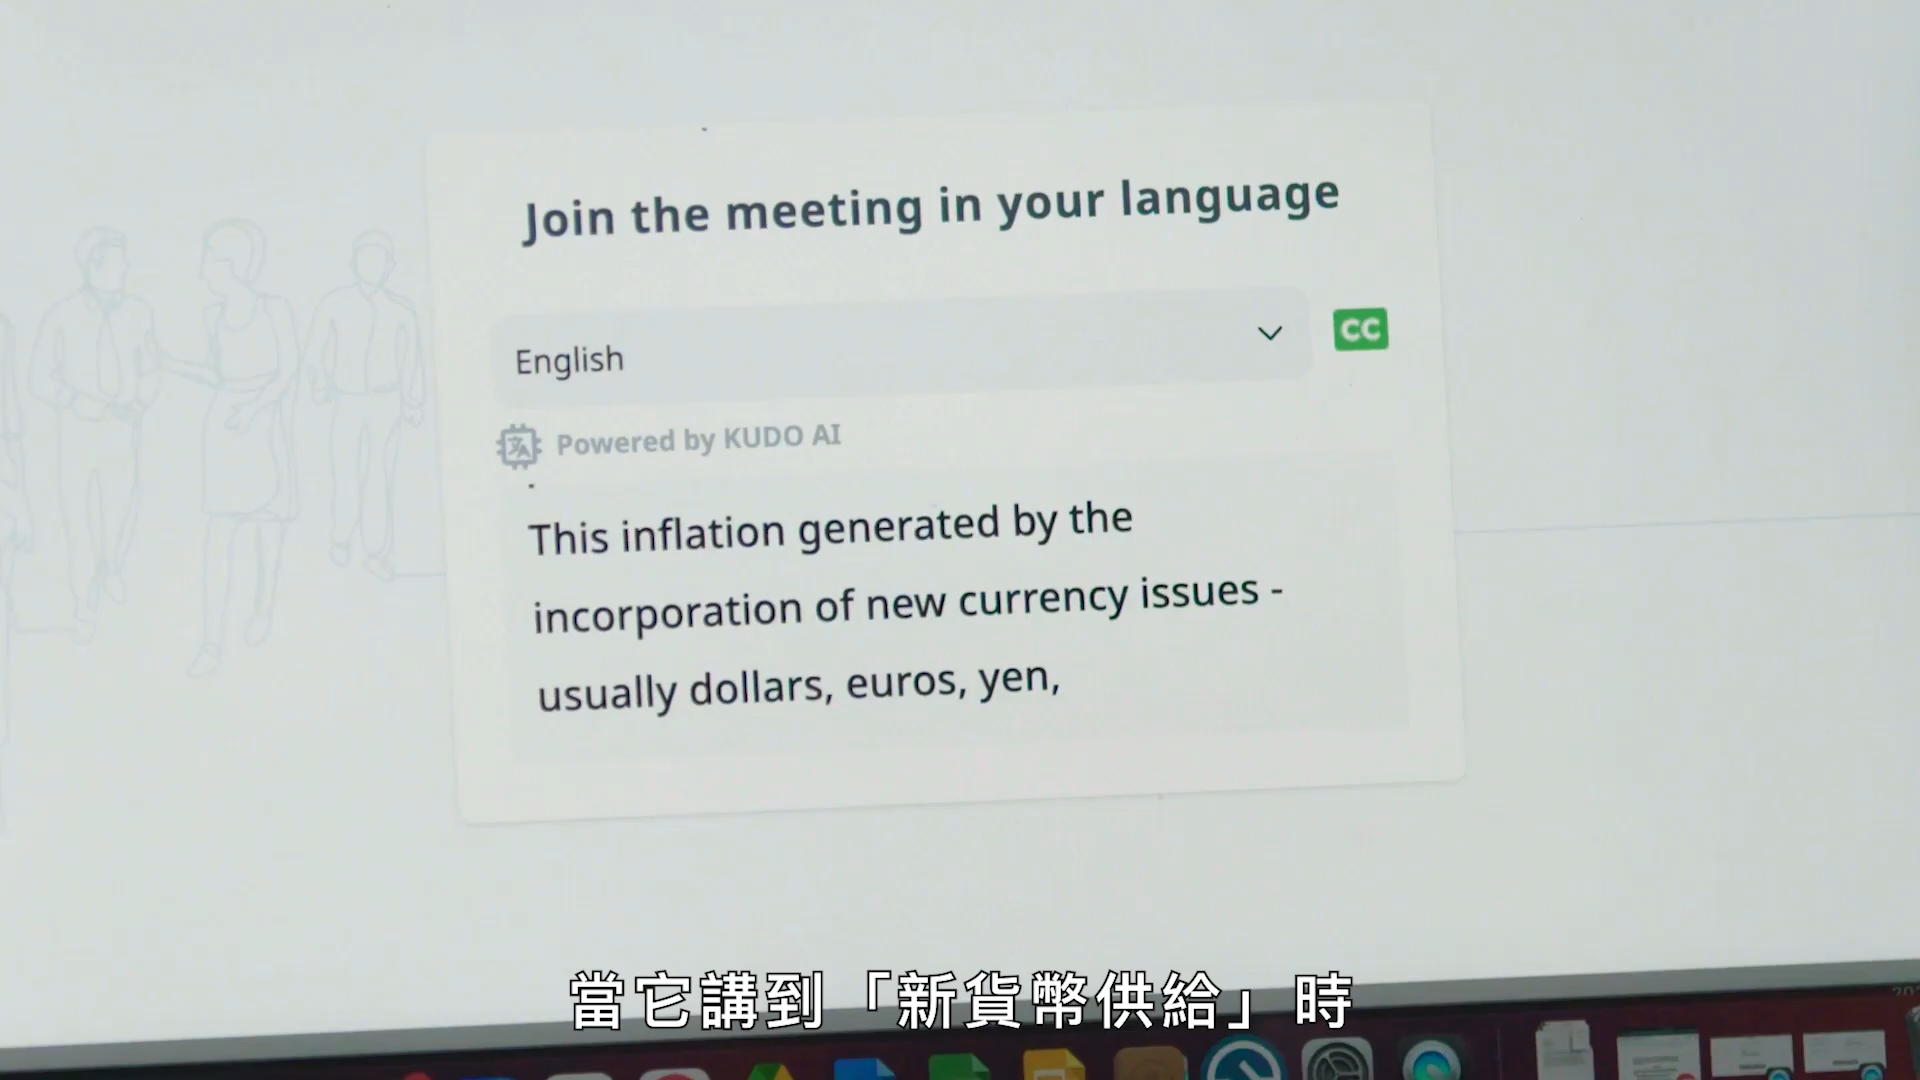 Join the meeting in your language
English
CC
Powered by KUDO AI
This inflation generated by the
incorporation of new currency issues -
usually dollars, euros, yen,
當它講到「新貨幣供給」時